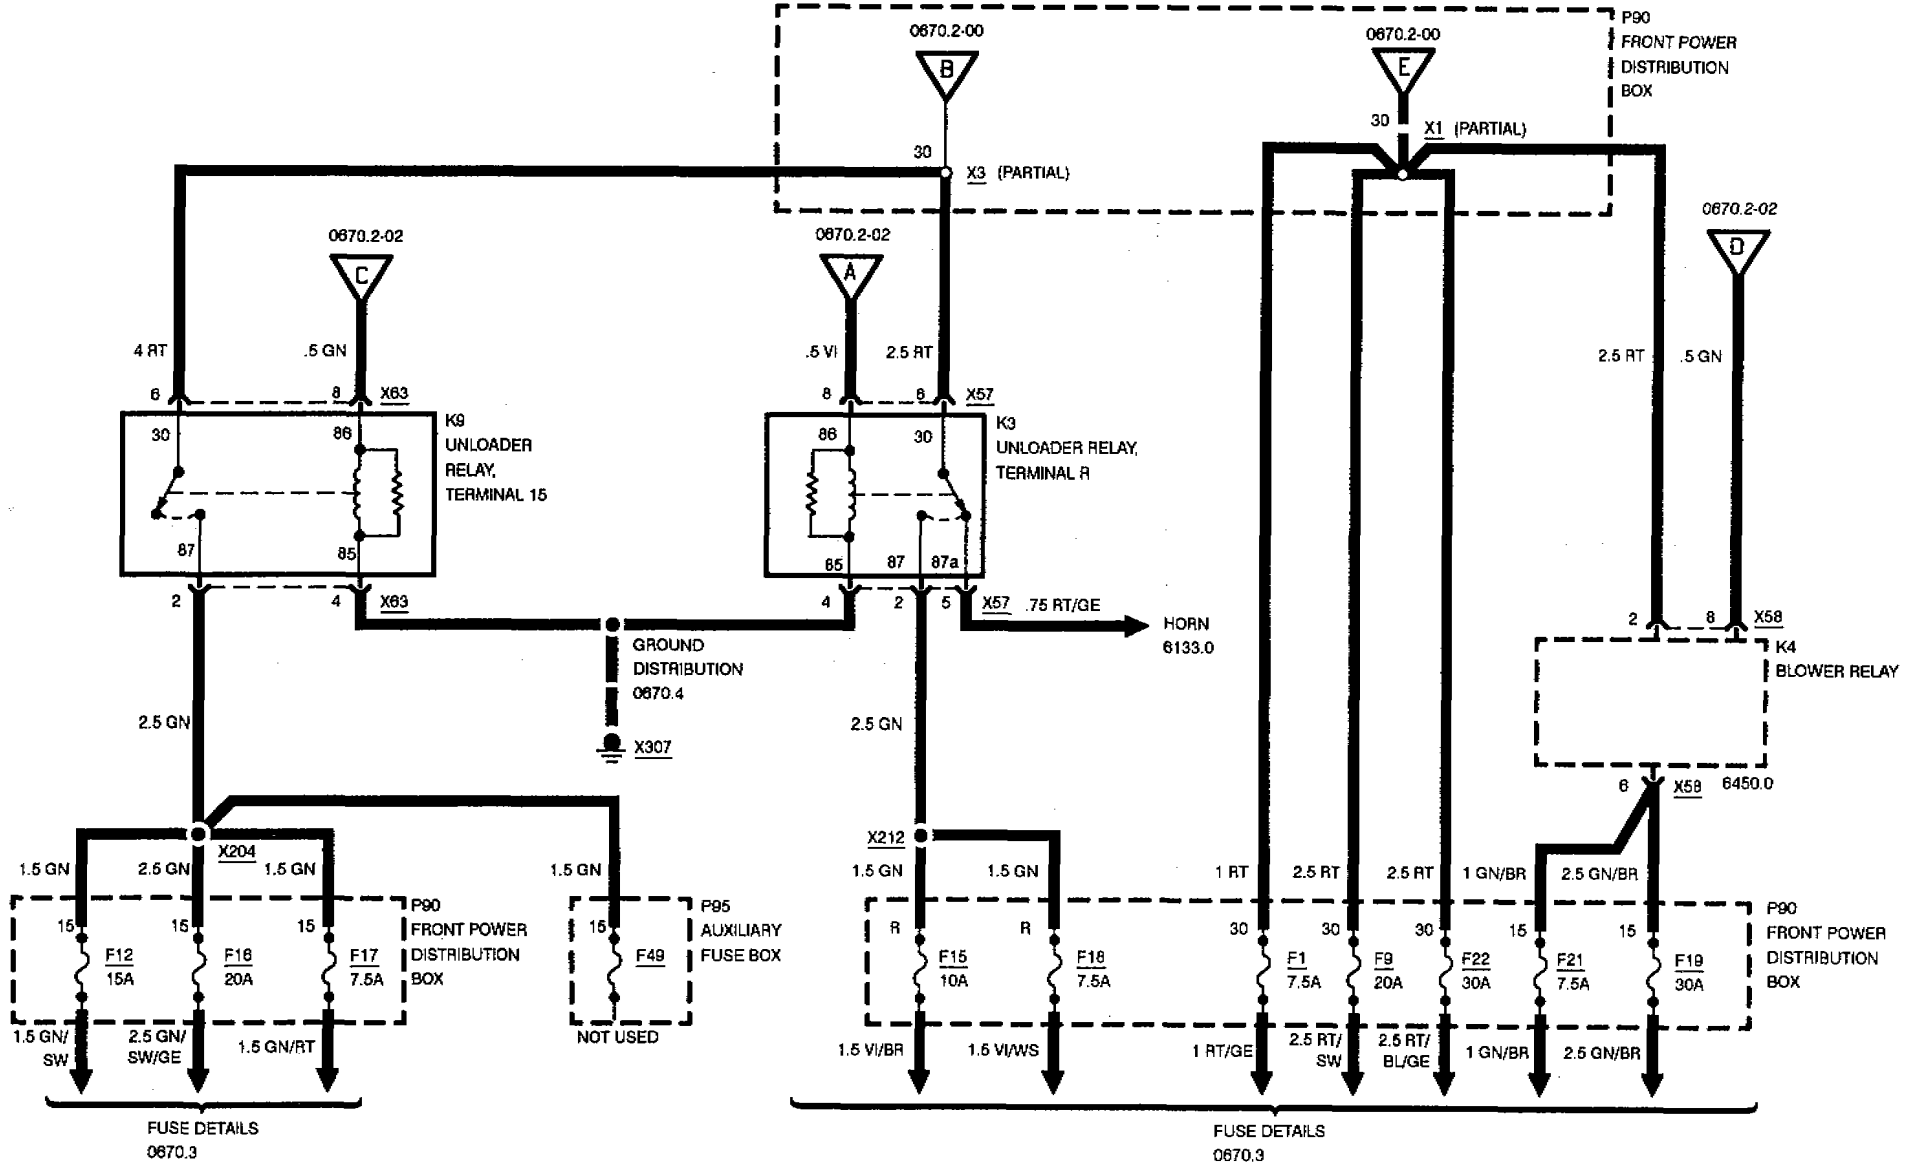 0670.2-00
B
0670.2-00
E
P90
FRONT POWER
DISTRIBUTION
BOX
30
X1 (PARTIAL)
30
X3 (PARTIAL)
0670.2-02
C
0670.2-02
A
0670.2-02
D
4 RT
.5 GN
.5 VI
2.5 RT
2.5 RT
.5 GN
6
8
X63
8
6
X57
30
86
K9
UNLOADER
RELAY,
TERMINAL 15
86
30
K3
UNLOADER RELAY,
TERMINAL R
87
85
85
87
87a
2
4
X63
4
2
5
X57
.75 RT/GE
HORN
6133.0
2
8
X58
K4
BLOWER RELAY
GROUND
DISTRIBUTION
0670.4
X307
2.5 GN
2.5 GN
6
X58
6450.0
X204
X212
1.5 GN
2.5 GN
1.5 GN
1.5 GN
1.5 GN
1.5 GN
1 RT
2.5 RT
2.5 RT
1 GN/BR
2.5 GN/BR
15
F12
15A
15
F16
20A
15
F17
7.5A
P90
FRONT POWER
DISTRIBUTION
BOX
15
F49
P95
AUXILIARY
FUSE BOX
NOT USED
R
F15
10A
R
F18
7.5A
30
F1
7.5A
30
F9
20A
30
F22
30A
15
F21
7.5A
15
F19
30A
P90
FRONT POWER
DISTRIBUTION
BOX
1.5 GN/
SW
2.5 GN/
SW/GE
1.5 GN/RT
1.5 VI/BR
1.5 VI/WS
1 RT/GE
2.5 RT/
SW
2.5 RT/
BL/GE
1 GN/BR
2.5 GN/BR
FUSE DETAILS
0670.3
FUSE DETAILS
0670.3